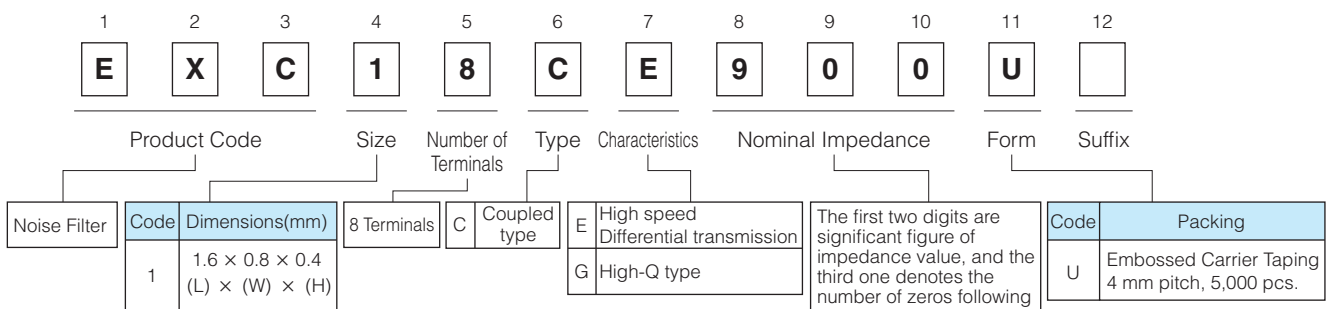 1 2 3 4 5 6 7 8 9 10 11 12
E X C 1 8 C E 9 0 0 U
Product Code Size Number of Terminals Type Characteristics Nominal Impedance Form Suffix
Noise Filter
Code Dimensions(mm)
1 1.6 × 0.8 × 0.4
(L) × (W) × (H)
8 Terminals
C Coupled
type
E High speed
Differential transmission
G High-Q type
The first two digits are
significant figure of
impedance value, and the
third one denotes the
number of zeros following
Code Packing
U Embossed Carrier Taping
4 mm pitch, 5,000 pcs.